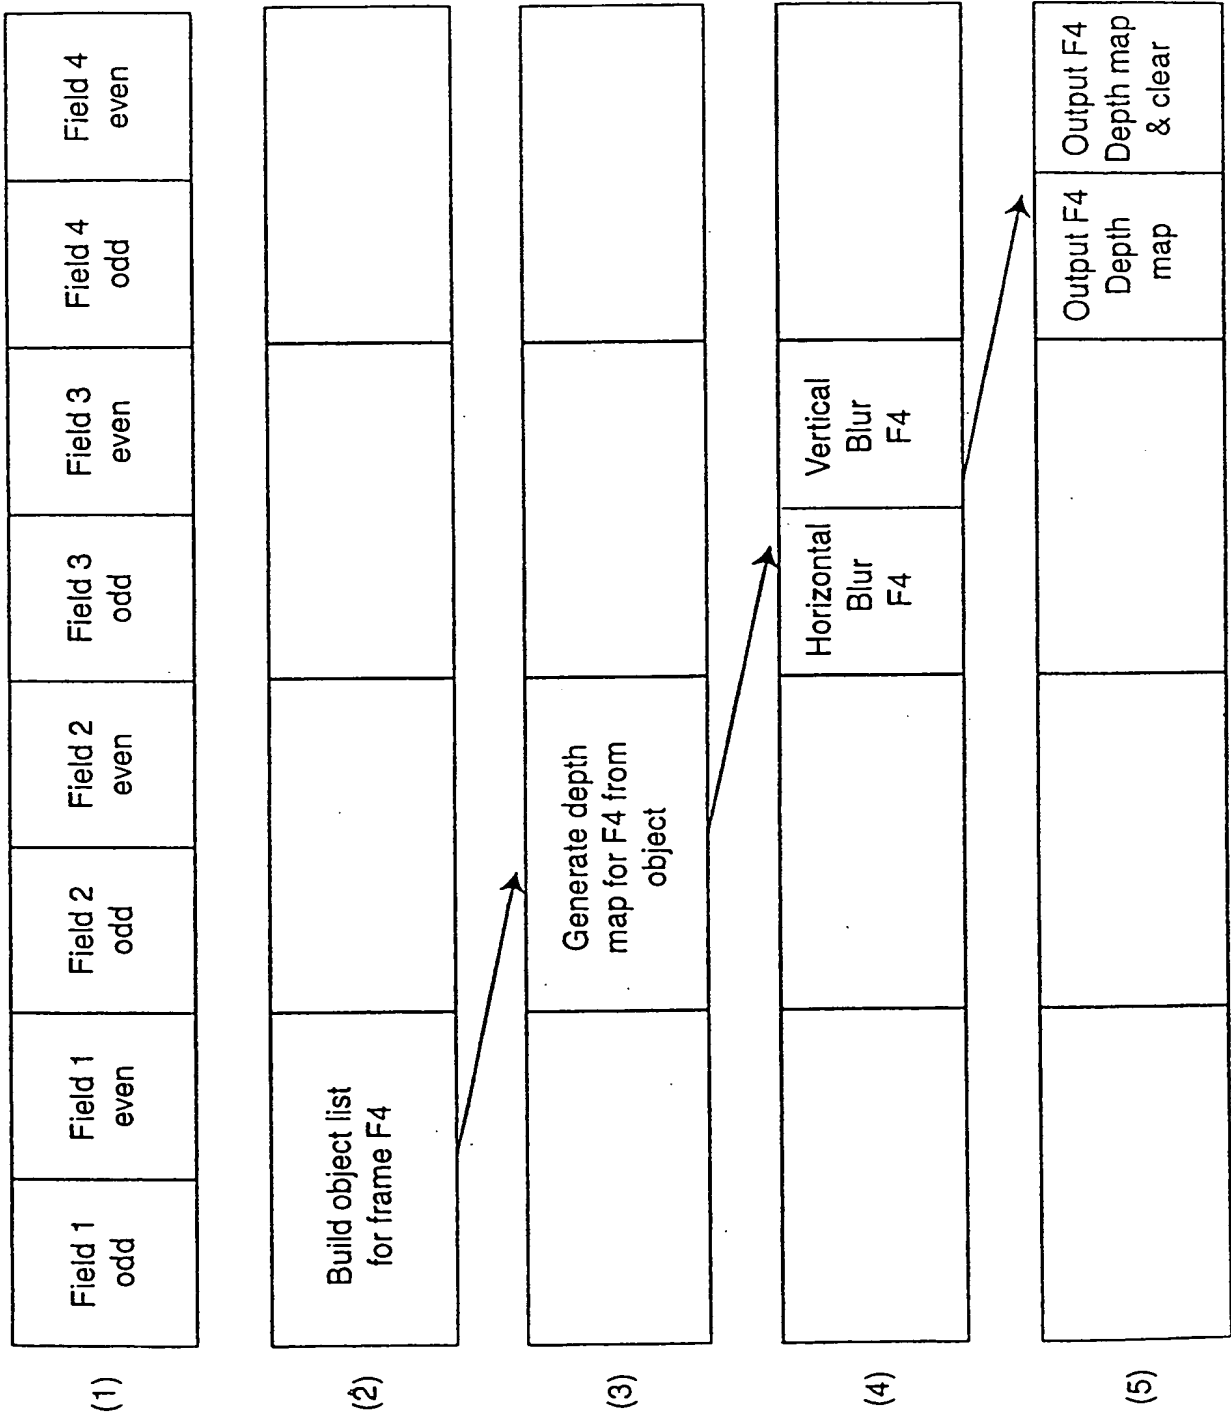 (1)
Field 1
odd
Field 1
even
Field 2
odd
Field 2
even
Field 3
odd
Field 3
even
Field 4
odd
Field 4
even
(2)
Build object list
for frame F4
(3)
Generate depth
map for F4 from
object
(4)
Horizontal
Blur
F4
Vertical
Blur
F4
(5)
Output F4
Depth
map
Output F4
Depth map
& clear